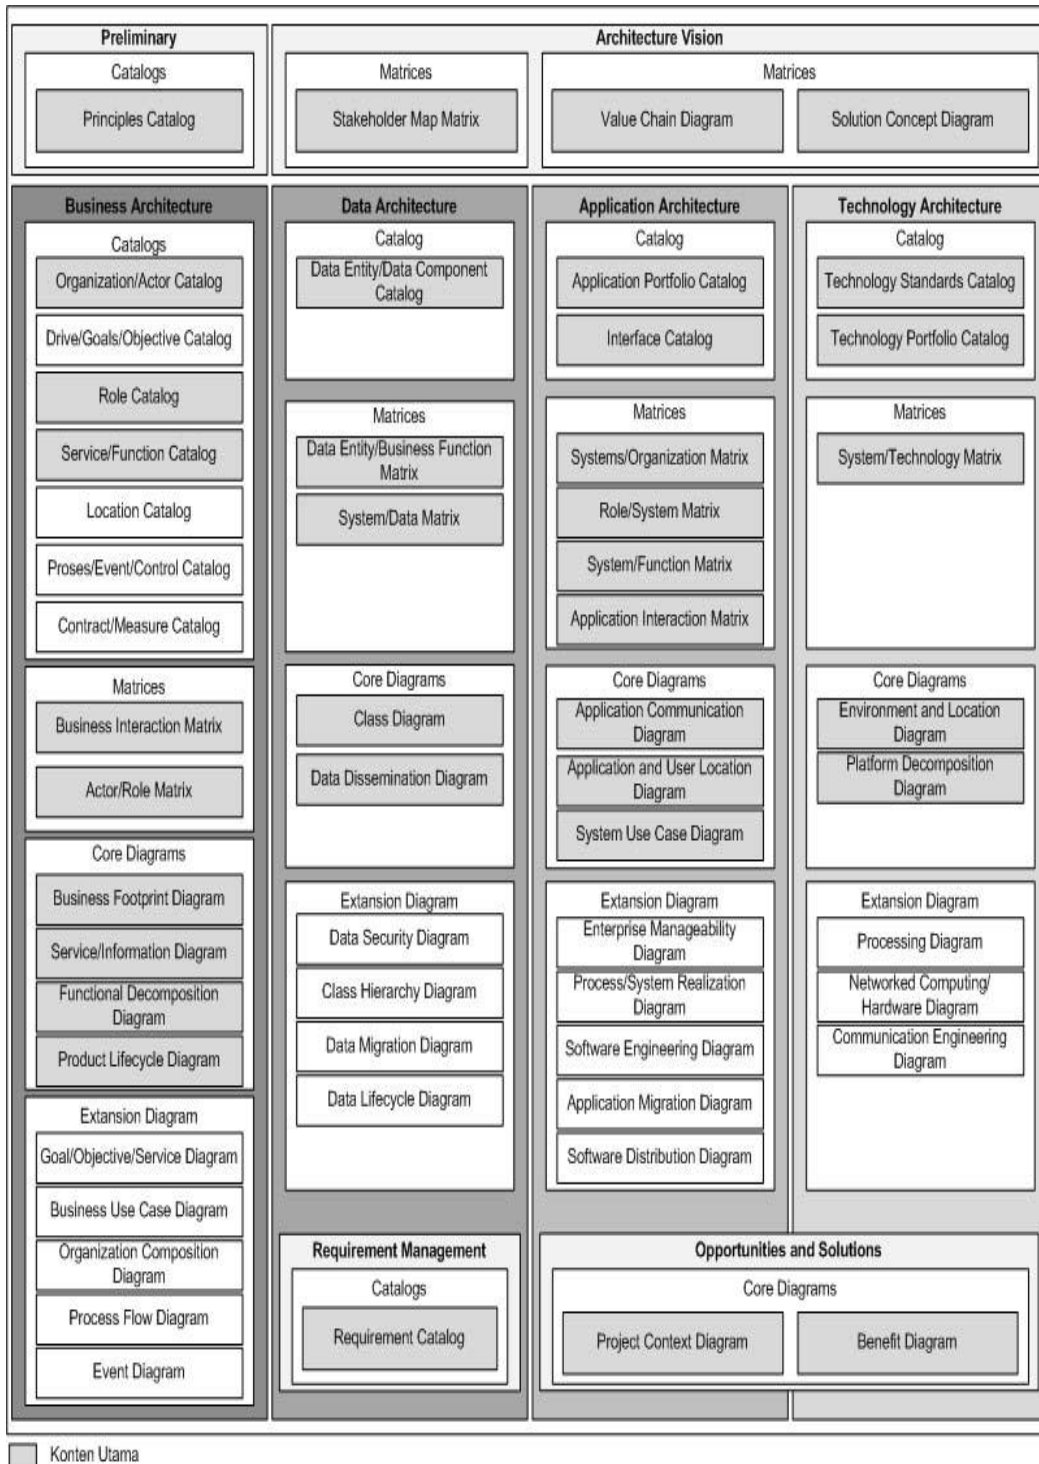 Preliminary
Catalogs
Principles Catalog
Architecture Vision
Matrices
Stakeholder Map Matrix
Matrices
Value Chain Diagram
Solution Concept Diagram
Business Architecture
Catalogs
Organization/Actor Catalog
Drive/Goals/Objective Catalog
Role Catalog
Service/Function Catalog
Location Catalog
Proses/Event/Control Catalog
Contract/Measure Catalog
Matrices
Business Interaction Matrix
Actor/Role Matrix
Core Diagrams
Business Footprint Diagram
Service/Information Diagram
Functional Decomposition
Diagram
Product Lifecycle Diagram
Extansion Diagram
Goal/Objective/Service Diagram
Business Use Case Diagram
Organization Composition
Diagram
Process Flow Diagram
Event Diagram
Data Architecture
Catalog
Data Entity/Data Component
Catalog
Matrices
Data Entity/Business Function
Matrix
System/Data Matrix
Core Diagrams
Class Diagram
Data Dissemination Diagram
Extansion Diagram
Data Security Diagram
Class Hierarchy Diagram
Data Migration Diagram
Data Lifecycle Diagram
Application Architecture
Catalog
Application Portfolio Catalog
Interface Catalog
Matrices
Systems/Organization Matrix
Role/System Matrix
System/Function Matrix
Application Interaction Matrix
Core Diagrams
Application Communication
Diagram
Application and User Location
Diagram
System Use Case Diagram
Extansion Diagram
Enterprise Manageability
Diagram
Process/System Realization
Diagram
Software Engineering Diagram
Application Migration Diagram
Software Distribution Diagram
Technology Architecture
Catalog
Technology Standards Catalog
Technology Portfolio Catalog
Matrices
System/Technology Matrix
Core Diagrams
Environment and Location
Diagram
Platform Decomposition
Diagram
Extansion Diagram
Processing Diagram
Networked Computing/
Hardware Diagram
Communication Engineering
Diagram
Requirement Management
Catalogs
Requirement Catalog
Opportunities and Solutions
Core Diagrams
Project Context Diagram
Benefit Diagram
Konten Utama